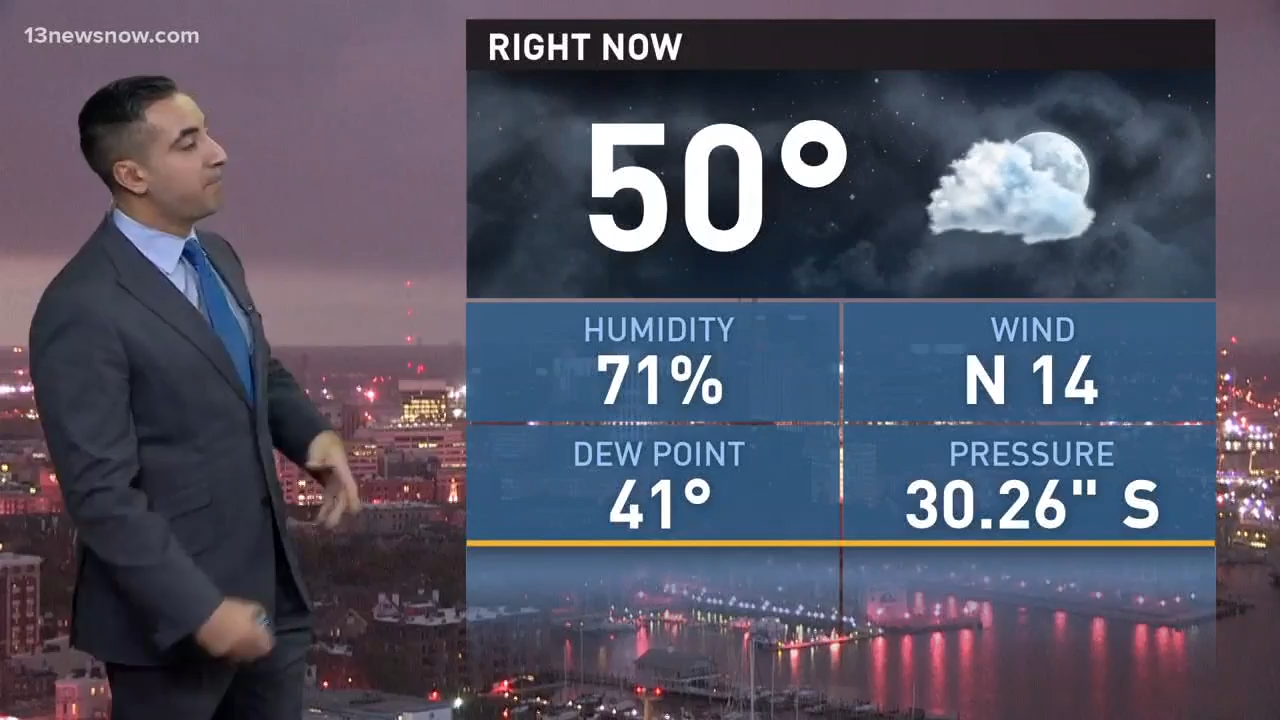 13newsnow.com
RIGHT NOW
50°
HUMIDITY
71%
WIND
N 14
DEW POINT
41°
PRESSURE
30.26" S